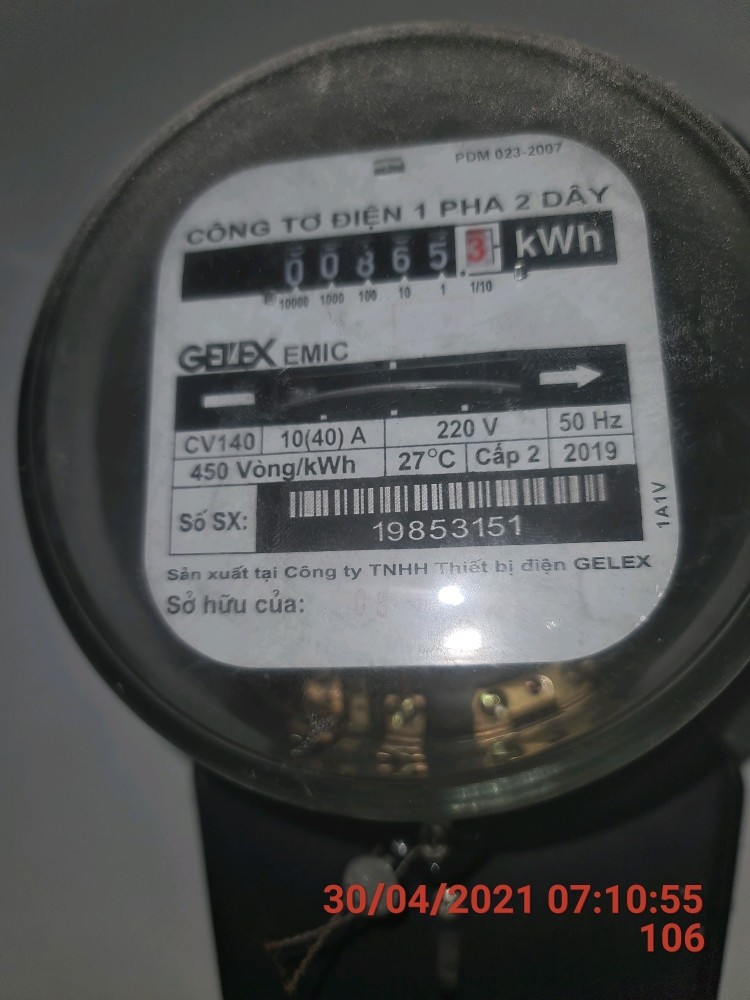 PDM 023-2007
CÔNG TƠ ĐIỆN 1 PHA 2 DÂY
0 0 8 6 5 3 kWh
10000 1000 100 10 1 1/10
GELEX EMIC
CV140 10(40) A 220 V 50 Hz
450 Vòng/kWh 27°C Cấp 2 2019
Số SX:
19853151
1A1V
Sản xuất tại Công ty TNHH Thiết bị điện GELEX
Sở hữu của:
30/04/2021 07:10:55
106